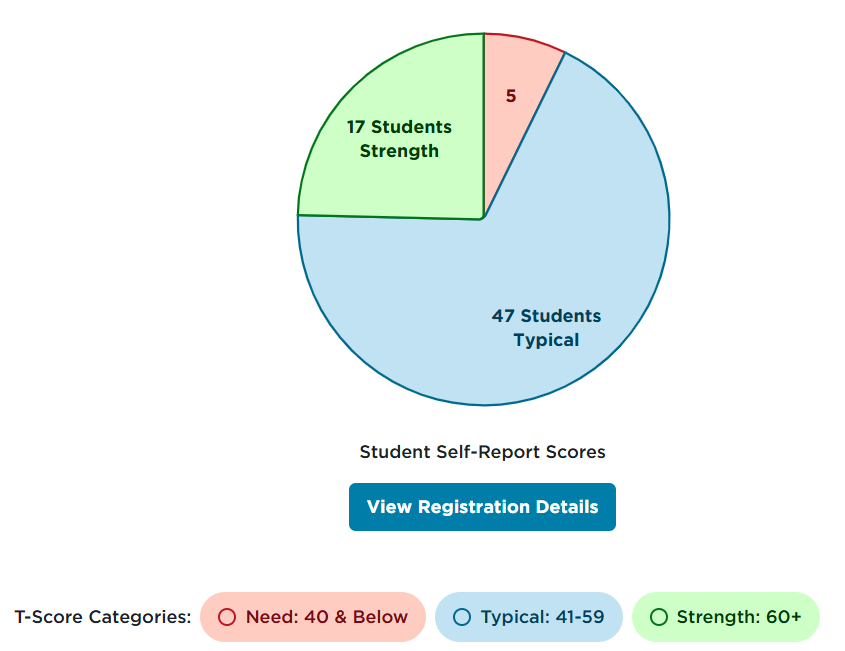 5
17 Students
Strength
47 Students
Typical
Student Self-Report Scores
View Registration Details
T-Score Categories: Need: 40 & Below Typical: 41-59 Strength: 60+